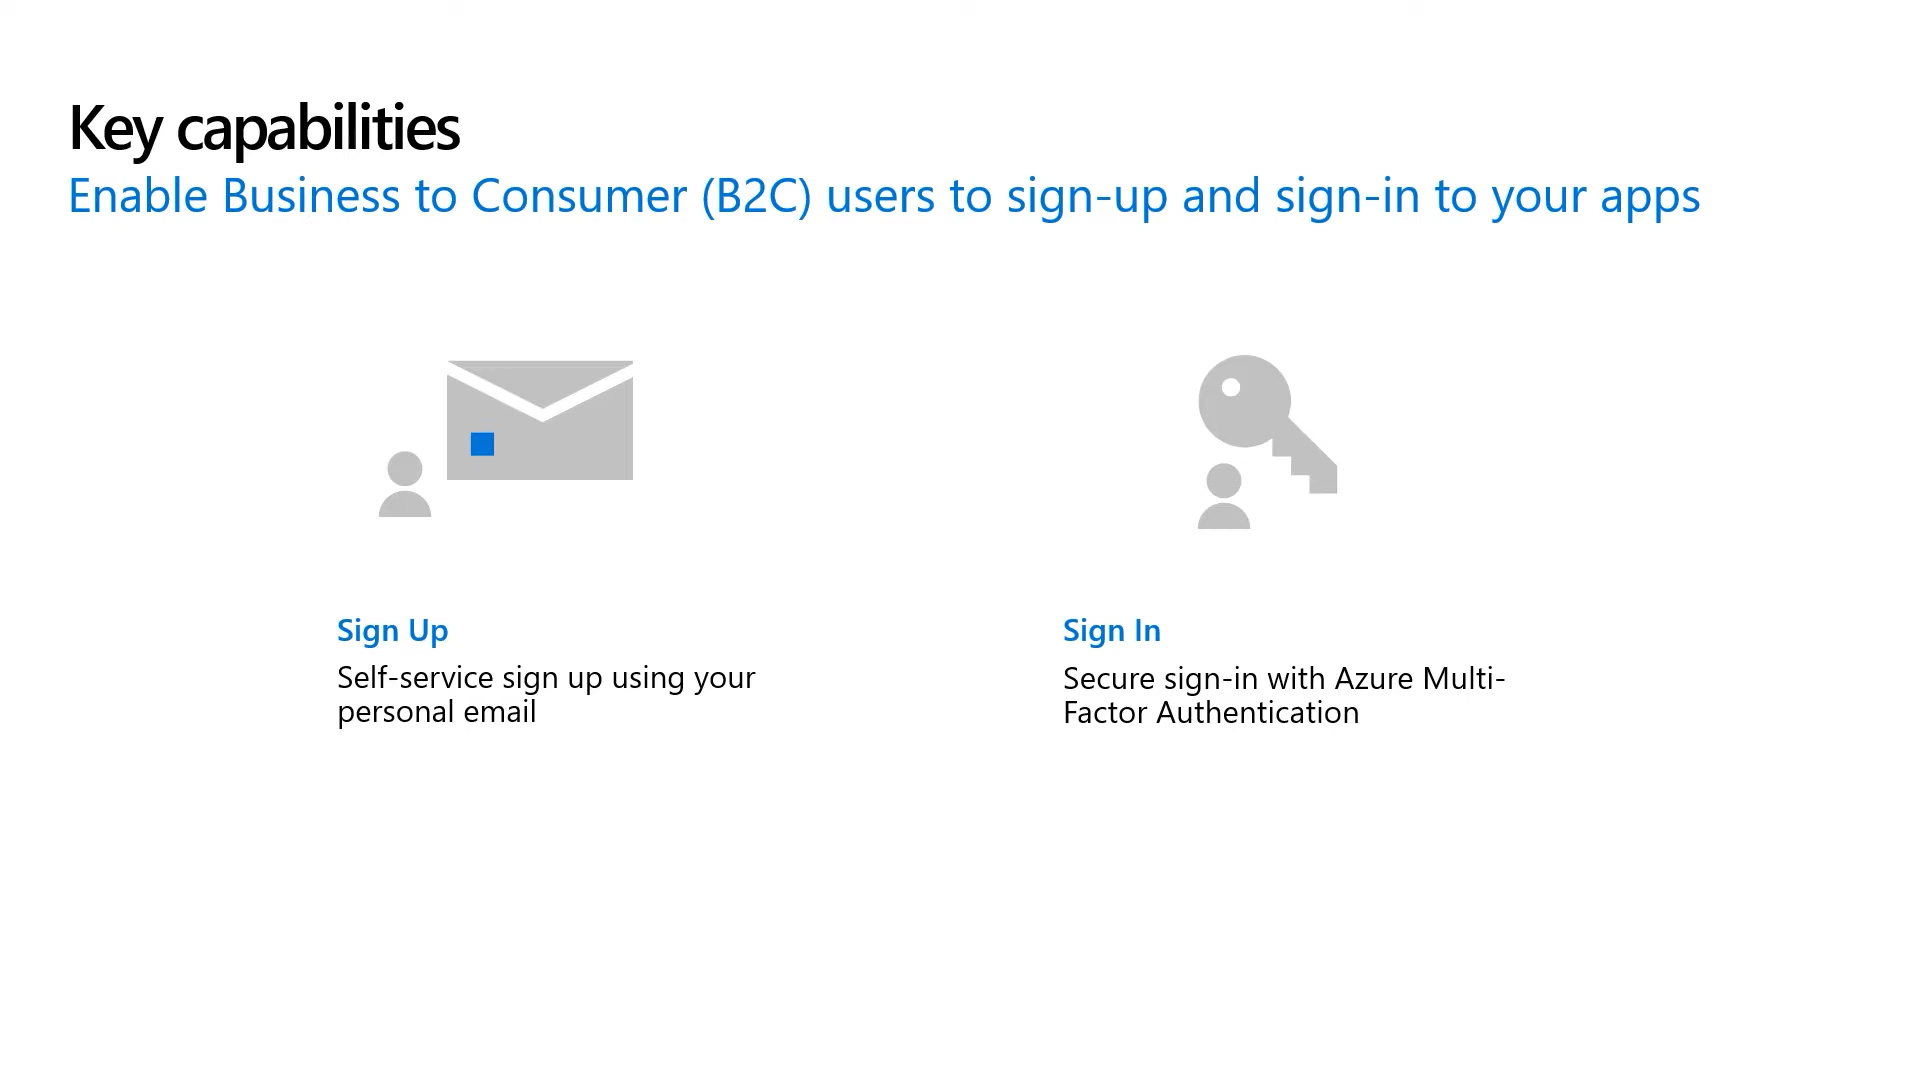 Key capabilities
Enable Business to Consumer (B2C) users to sign-up and sign-in to your apps
Sign Up
Self-service sign up using your
personal email
Sign In
Secure sign-in with Azure Multi-
Factor Authentication